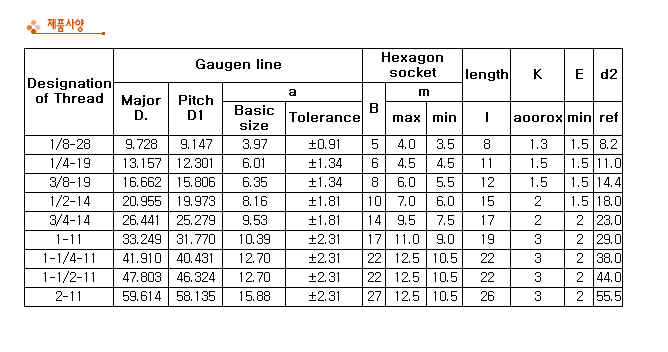 제품사양
Designation of Thread Gaugen line Hexagon socket length K E d2
Major D. Pitch D1 a B m
Basic size Tolerance max min l aoorox min ref
1/8-28 9.728 9.147 3.97 ±0.91 5 4.0 3.5 8 1.3 1.5 8.2
1/4-19 13.157 12.301 6.01 ±1.34 6 4.5 4.5 11 1.5 1.5 11.0
3/8-19 16.662 15.806 6.35 ±1.34 8 6.0 5.5 12 1.5 1.5 14.4
1/2-14 20.955 19.973 8.16 ±1.81 10 7.0 6.0 15 2 1.5 18.0
3/4-14 26.441 25.279 9.53 ±1.81 14 9.5 7.5 17 2 2 23.0
1-11 33.249 31.770 10.39 ±2.31 17 11.0 9.0 19 3 2 29.0
1-1/4-11 41.910 40.431 12.70 ±2.31 22 12.5 10.5 22 3 2 38.0
1-1/2-11 47.803 46.324 12.70 ±2.31 22 12.5 10.5 22 3 2 44.0
2-11 59.614 58.135 15.88 ±2.31 27 12.5 10.5 26 3 2 55.5